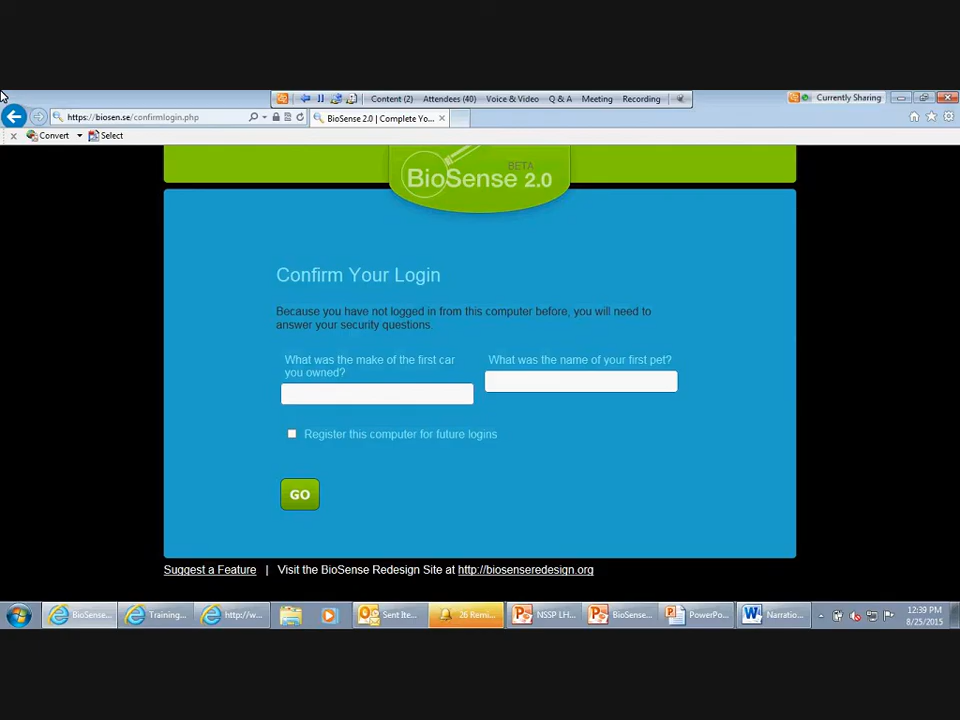 Content (2) Attendees (40) Voice & Video Q & A Meeting Recording
Currently Sharing
https://biosen.se/confirmlogin.php
BioSense 2.0 | Complete Yo...
Convert
Select
BETA
BioSense 2.0
Confirm Your Login
Because you have not logged in from this computer before, you will need to
answer your security questions.
What was the make of the first car
you owned?
What was the name of your first pet?
Register this computer for future logins
GO
Suggest a Feature | Visit the BioSense Redesign Site at http://biosenseredesign.org
BioSense... Training... http://w... Sent Ite... 26 Remi... NSSP LH... BioSense... PowerPo... Narratio...
12:39 PM
8/25/2015